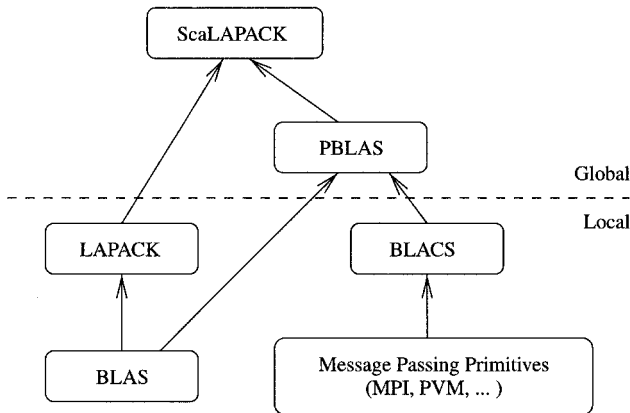 ScaLAPACK
PBLAS
Global
Local
LAPACK
BLACS
BLAS
Message Passing Primitives
(MPI, PVM, ... )